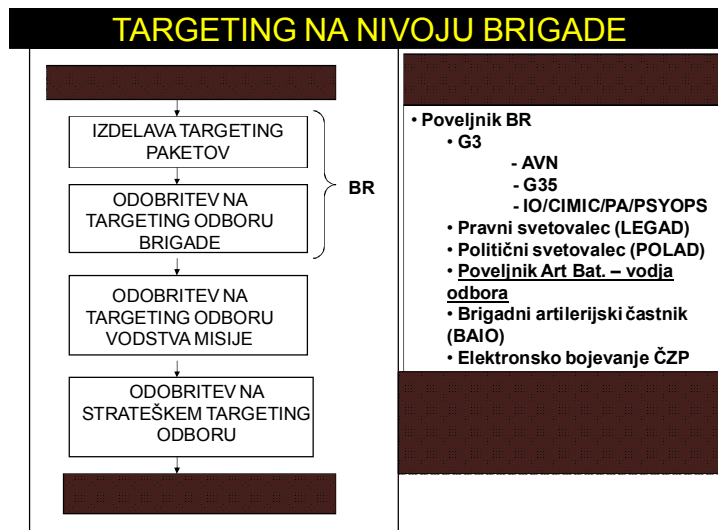 TARGETING NA NIVOJU BRIGADE
IZDELAVA TARGETING
PAKETOV
ODOBRITEV NA
TARGETING ODBORU
BRIGADE
BR
ODOBRITEV NA
TARGETING ODBORU
VODSTVA MISIJE
ODOBRITEV NA
STRATEŠKEM TARGETING
ODBORU
• Poveljnik BR
• G3
- AVN
- G35
- IO/CIMIC/PA/PSYOPS
• Pravni svetovalec (LEGAD)
• Politični svetovalec (POLAD)
• Poveljnik Art Bat. – vodja
odbora
• Brigadni artilerijski častnik
(BAIO)
• Elektronsko bojevanje ČZP